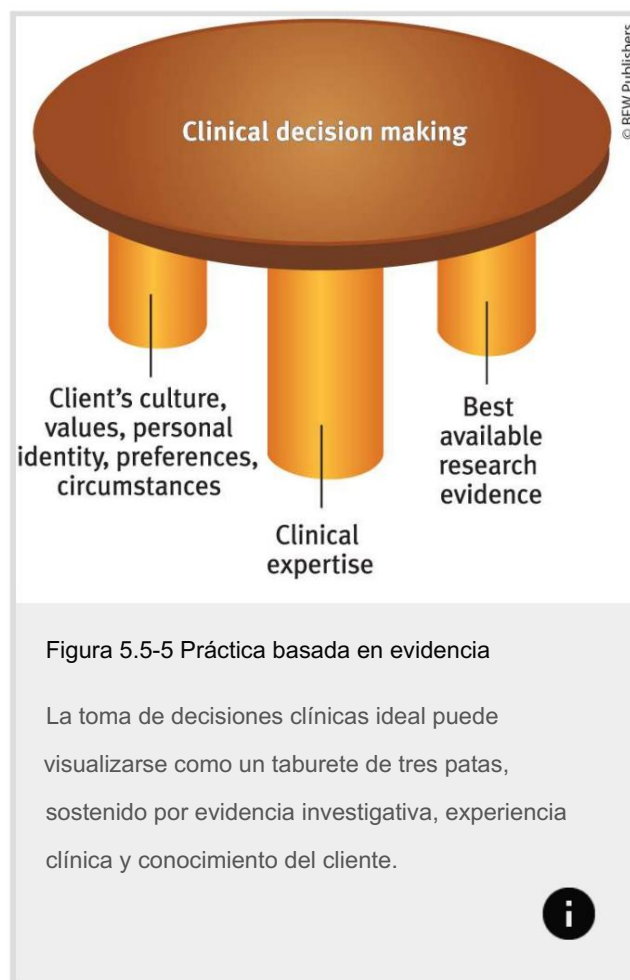 © BFW Publishers
Clinical decision making
Client’s culture,
values, personal
identity, preferences,
circumstances
Clinical
expertise
Best
available
research
evidence
Figura 5.5-5 Práctica basada en evidencia
La toma de decisiones clínicas ideal puede
visualizarse como un taburete de tres patas,
sostenido por evidencia investigativa, experiencia
clínica y conocimiento del cliente.
i